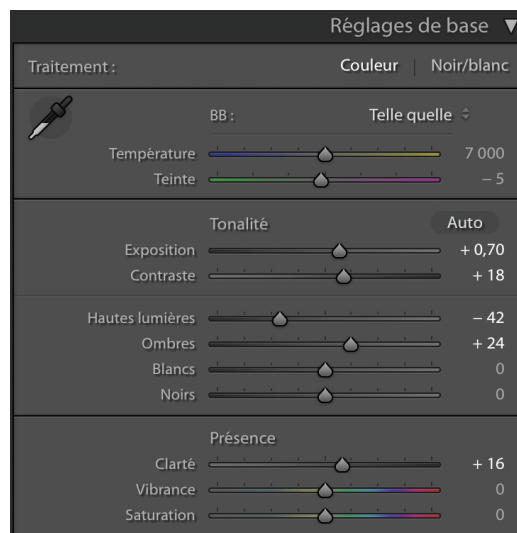 Réglages de base
Traitement : Couleur | Noir/blanc
BB : Telle quelle
Température 7 000
Teinte – 5
Tonalité Auto
Exposition + 0,70
Contraste + 18
Hautes lumières – 42
Ombres + 24
Blancs 0
Noirs 0
Présence
Clarté + 16
Vibrance 0
Saturation 0